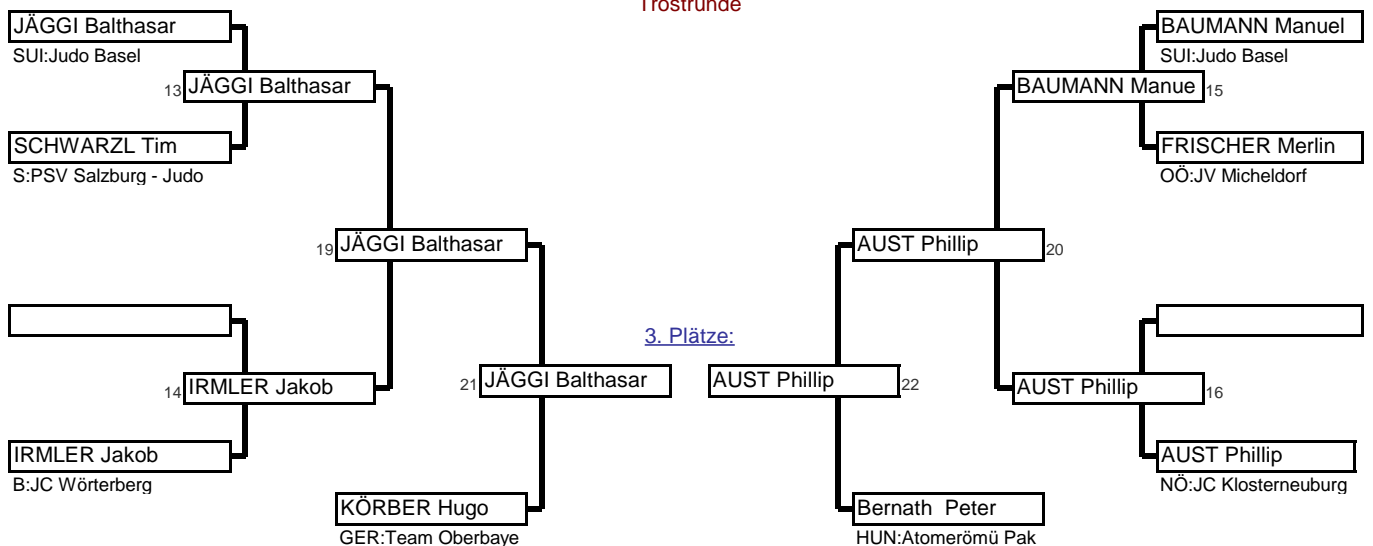 Trostrunde
JÄGGI Balthasar
BAUMANN Manuel
SUI:Judo Basel
SUI:Judo Basel
13 JÄGGI Balthasar
BAUMANN Manue 15
SCHWARZL Tim
FRISCHER Merlin
S:PSV Salzburg - Judo
OÖ:JV Micheldorf
19 JÄGGI Balthasar
AUST Phillip 20
3. Plätze:
14 IRMLER Jakob
21 JÄGGI Balthasar
AUST Phillip 22
AUST Phillip 16
IRMLER Jakob
AUST Phillip
B:JC Wörterberg
NÖ:JC Klosterneuburg
KÖRBER Hugo
Bernath Peter
GER:Team Oberbaye
HUN:Atomerömü Pak